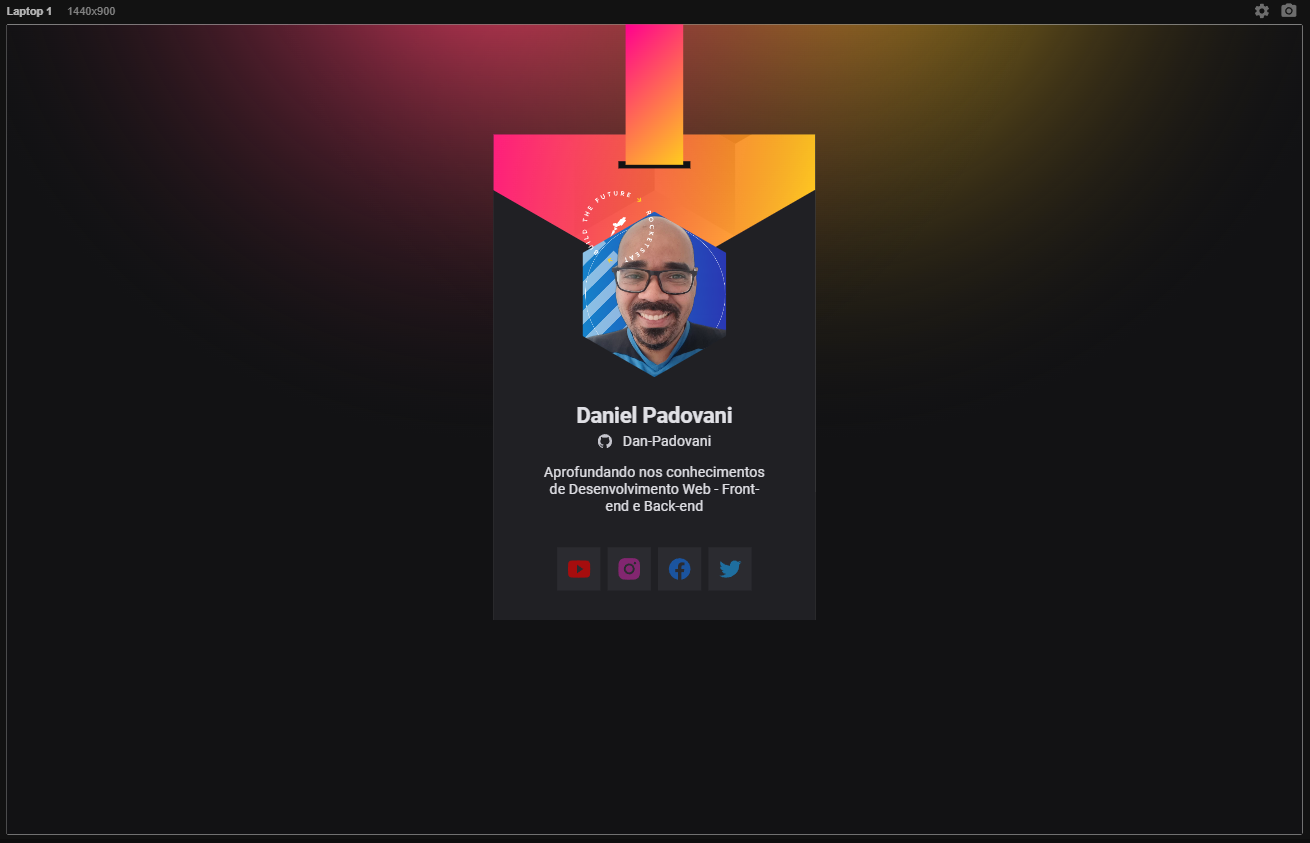 Laptop 1 1440x900
BUILD THE FUTURE
ROCKETSEAT
Daniel Padovani
Dan-Padovani
Aprofundando nos conhecimentos
de Desenvolvimento Web - Front-
end e Back-end